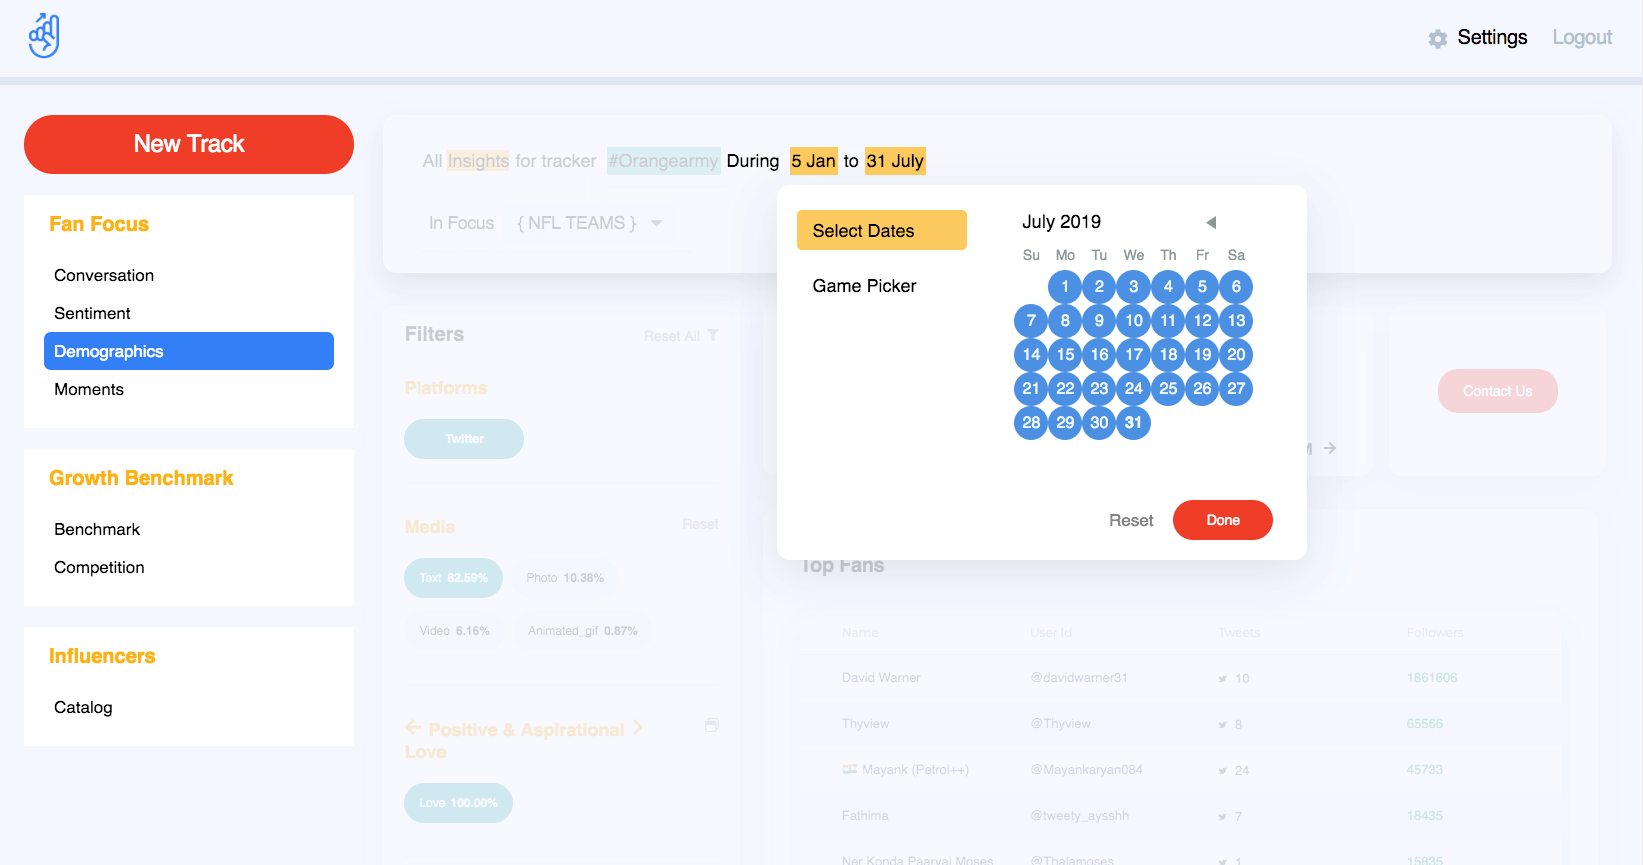 Settings Logout
New Track
Fan Focus
Conversation
Sentiment
Demographics
Moments
Growth Benchmark
Benchmark
Competition
Influencers
Catalog
All Insights for tracker #Orangearmy During 5 Jan to 31 July
In Focus { NFL TEAMS }
Select Dates
Game Picker
July 2019
Su Mo Tu We Th Fr Sa
1 2 3 4 5 6
7 8 9 10 11 12 13
14 15 16 17 18 19 20
21 22 23 24 25 26 27
28 29 30 31
Reset Done
Filters Reset All
Platforms
Twitter
Media Reset
Text 82.59% Photo 10.38%
Video 6.16% Animated_gif 0.87%
Positive & Aspirational
Love
Love 100.00%
Contact Us
Top Fans
Name User Id Tweets Followers
David Warner @davidwarner31 10 1861606
Thyview @Thyview 8 65566
Mayank (Petrol++) @Mayankaryan084 24 45733
Fathima @tweety_aysshh 7 18435
Ner Konda Paarvai Moses @Thalamoses 1 15835